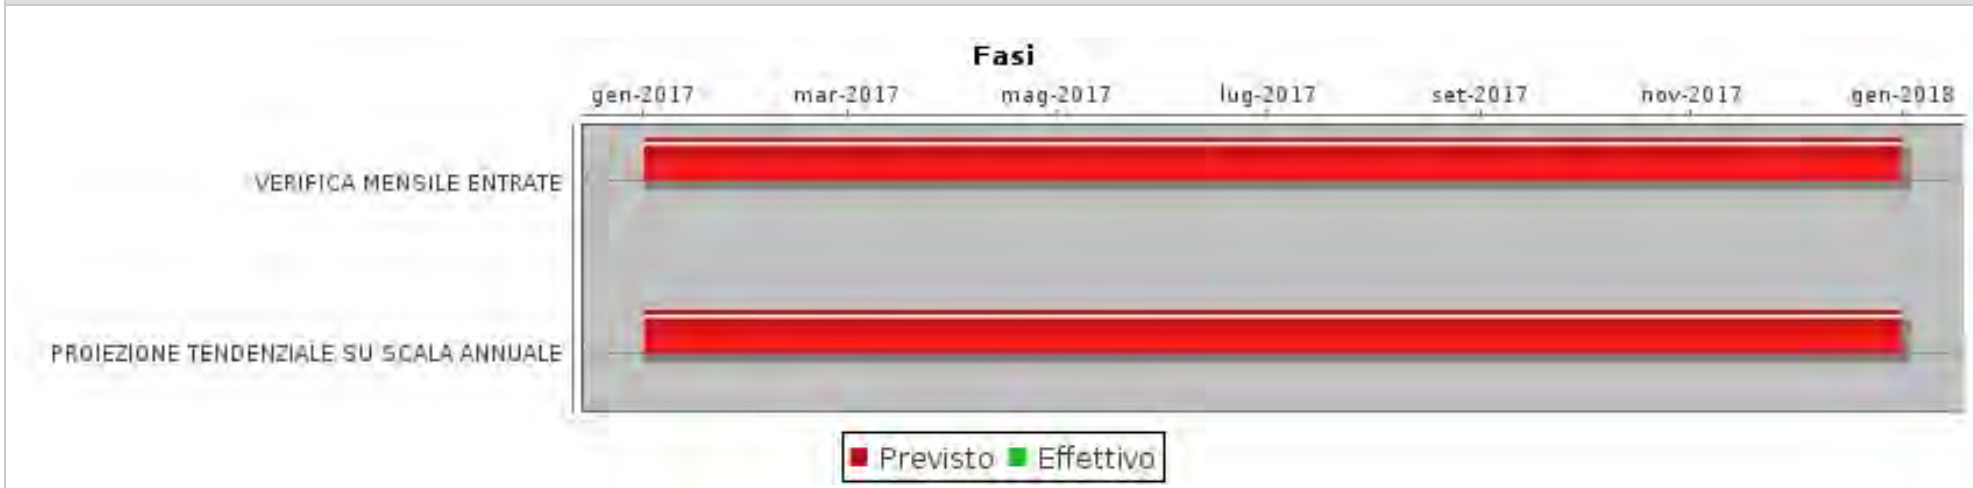 Fasi
gen-2017 mar-2017 mag-2017 lug-2017 set-2017 nov-2017 gen-2018
VERIFICA MENSILE ENTRATE
PROIEZIONE TENDENZIALE SU SCALA ANNUALE
Previsto Effettivo